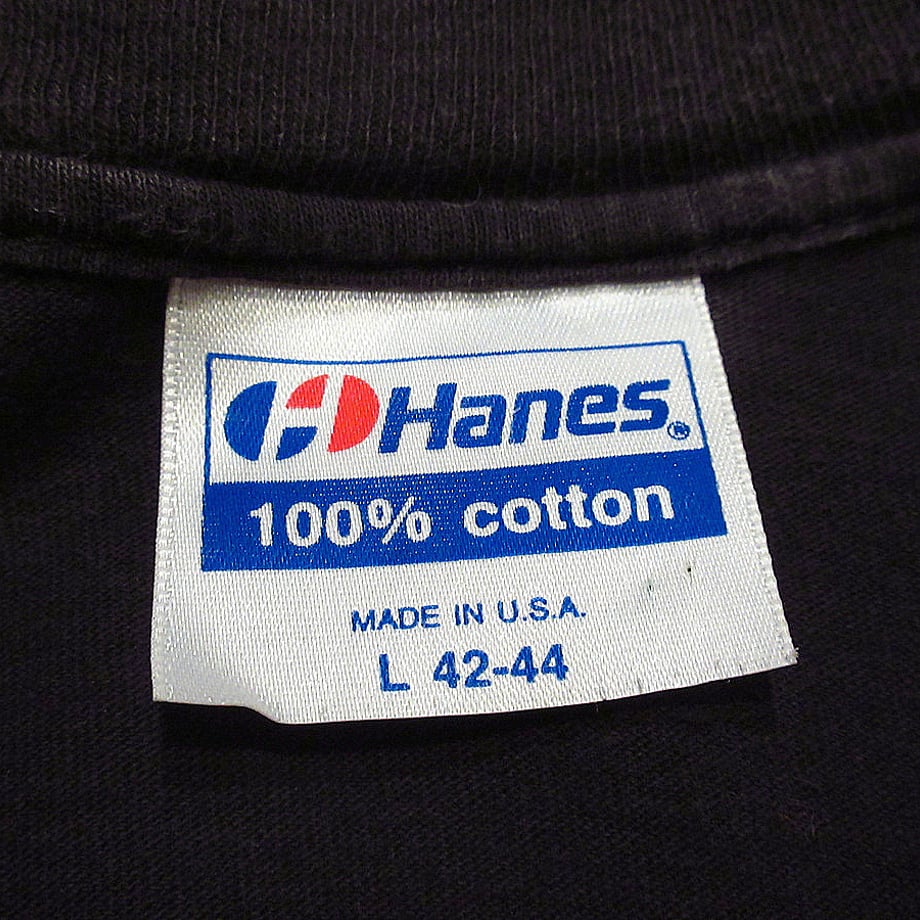 Hanes®
100% cotton
MADE IN U.S.A.
L 42-44